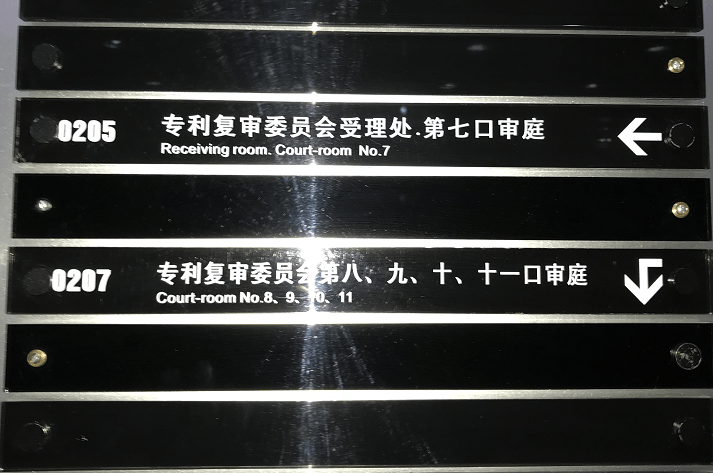 0205 专利复审委员会受理处.第七口审庭
Receiving room. Court-room No.7
0207 专利复审委员会第八、九、十、十一口审庭
Court-room No.8、9、10、11